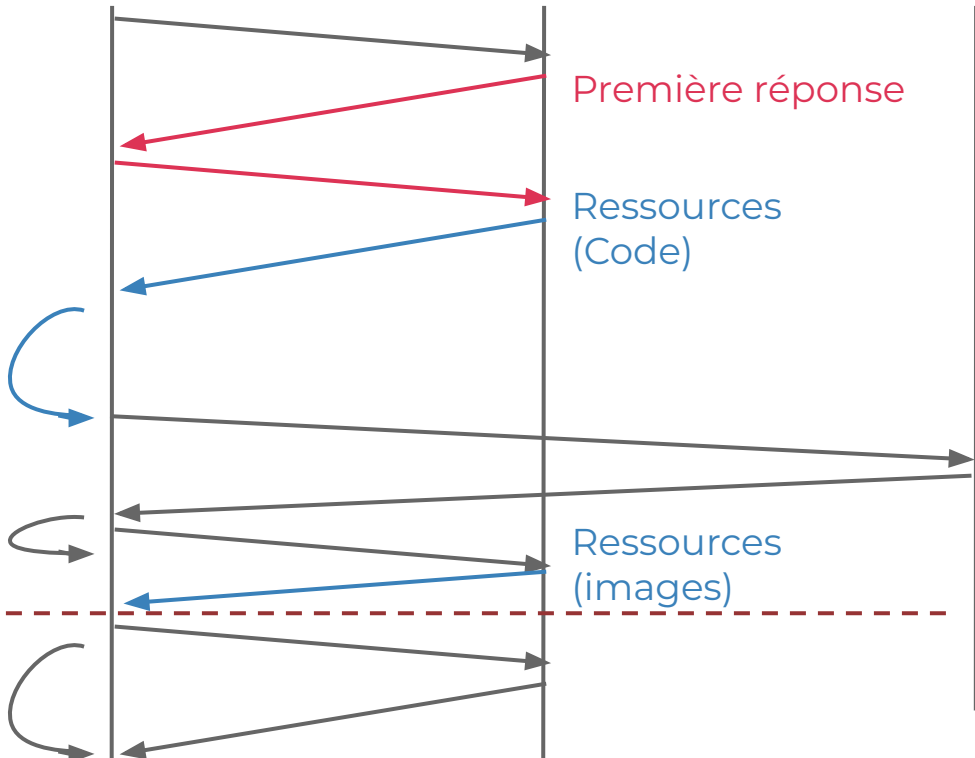 Première réponse
Ressources
(Code)
Ressources
(images)